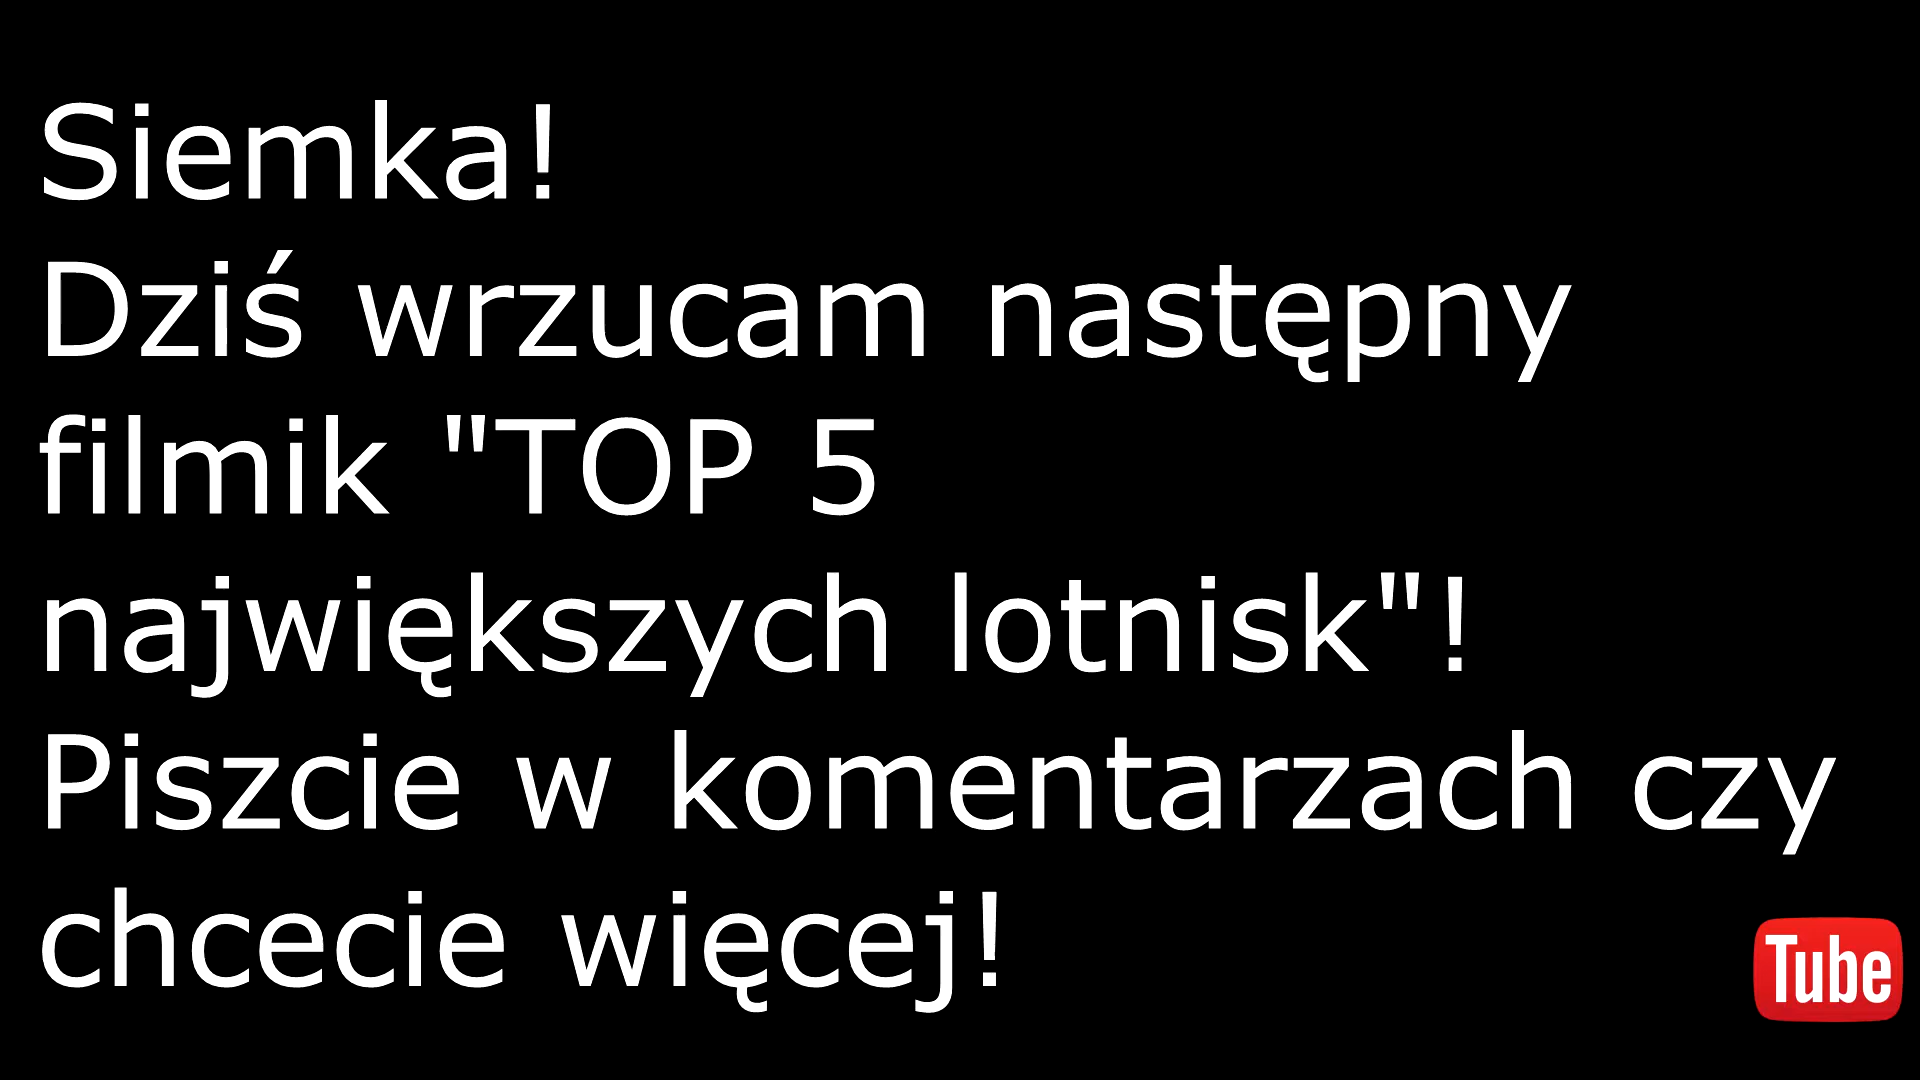 Siemka!
Dziś wrzucam następny
filmik "TOP 5
największych lotnisk"!
Piszcie w komentarzach czy
chcecie więcej!
Tube